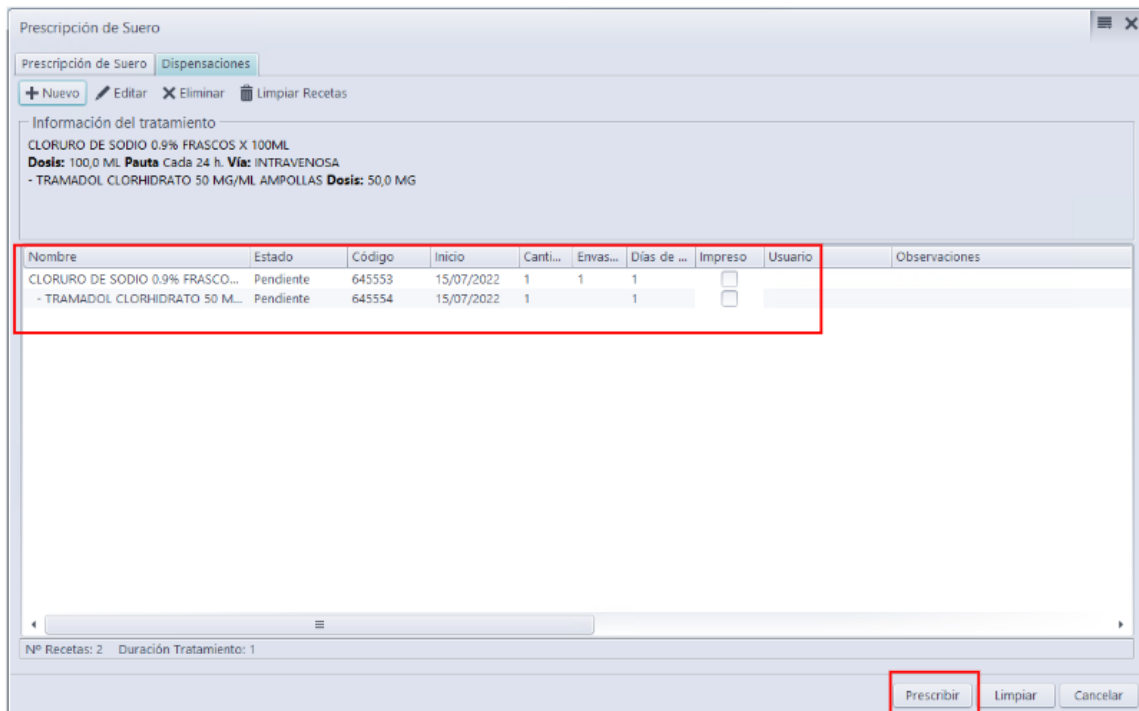 Prescripción de Suero
Prescripción de Suero Dispensaciones
Nuevo Editar Eliminar Limpiar Recetas
Información del tratamiento
CLORURO DE SODIO 0.9% FRASCOS X 100ML
Dosis: 100,0 ML Pauta Cada 24 h. Vía: INTRAVENOSA
- TRAMADOL CLORHIDRATO 50 MG/ML AMPOLLAS Dosis: 50,0 MG
Nombre Estado Código Inicio Canti... Envas... Días de ... Impreso Usuario Observaciones
CLORURO DE SODIO 0.9% FRASCO... Pendiente 645553 15/07/2022 1 1 1
- TRAMADOL CLORHIDRATO 50 M... Pendiente 645554 15/07/2022 1 1
Nº Recetas: 2 Duración Tratamiento: 1
Prescribir Limpiar Cancelar